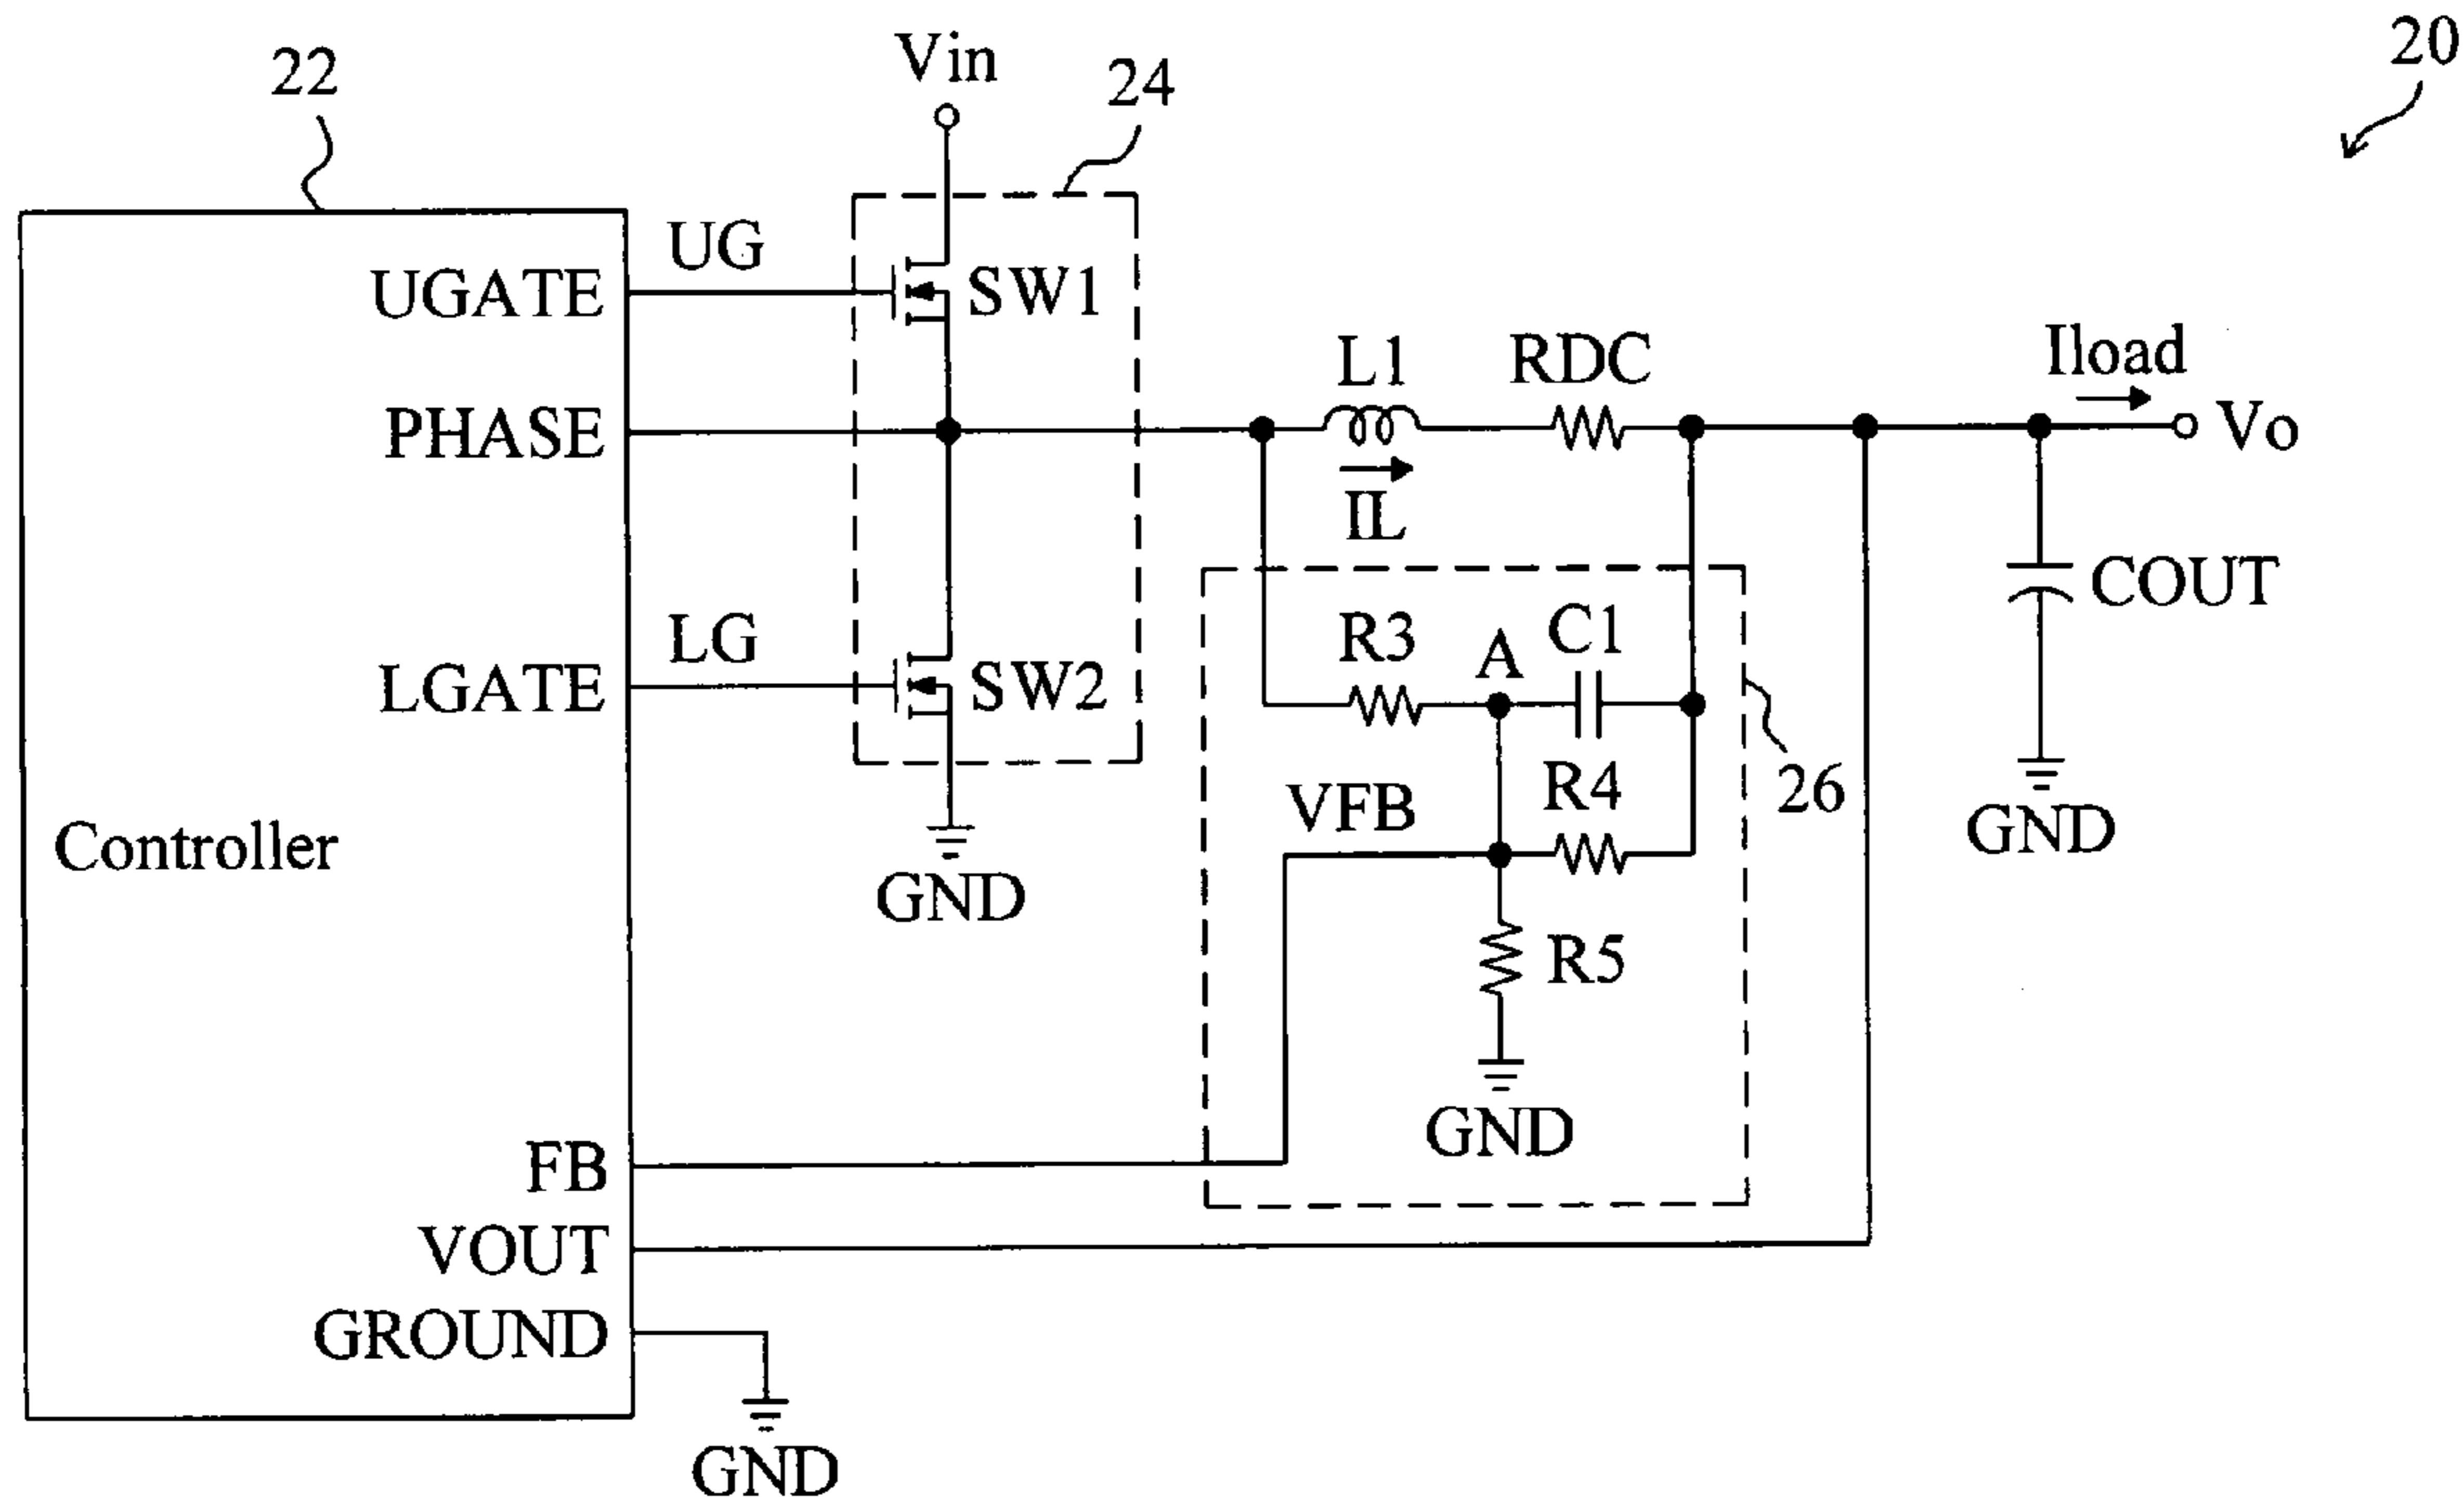 20
22
Vin
24
UG
UGATE
SW1
PHASE
L1
RDC
Iload
Vo
IL
LG
LGATE
SW2
COUT
R3
A
C1
VFB
R4
26
GND
Controller
GND
R5
GND
FB
VOUT
GROUND
GND